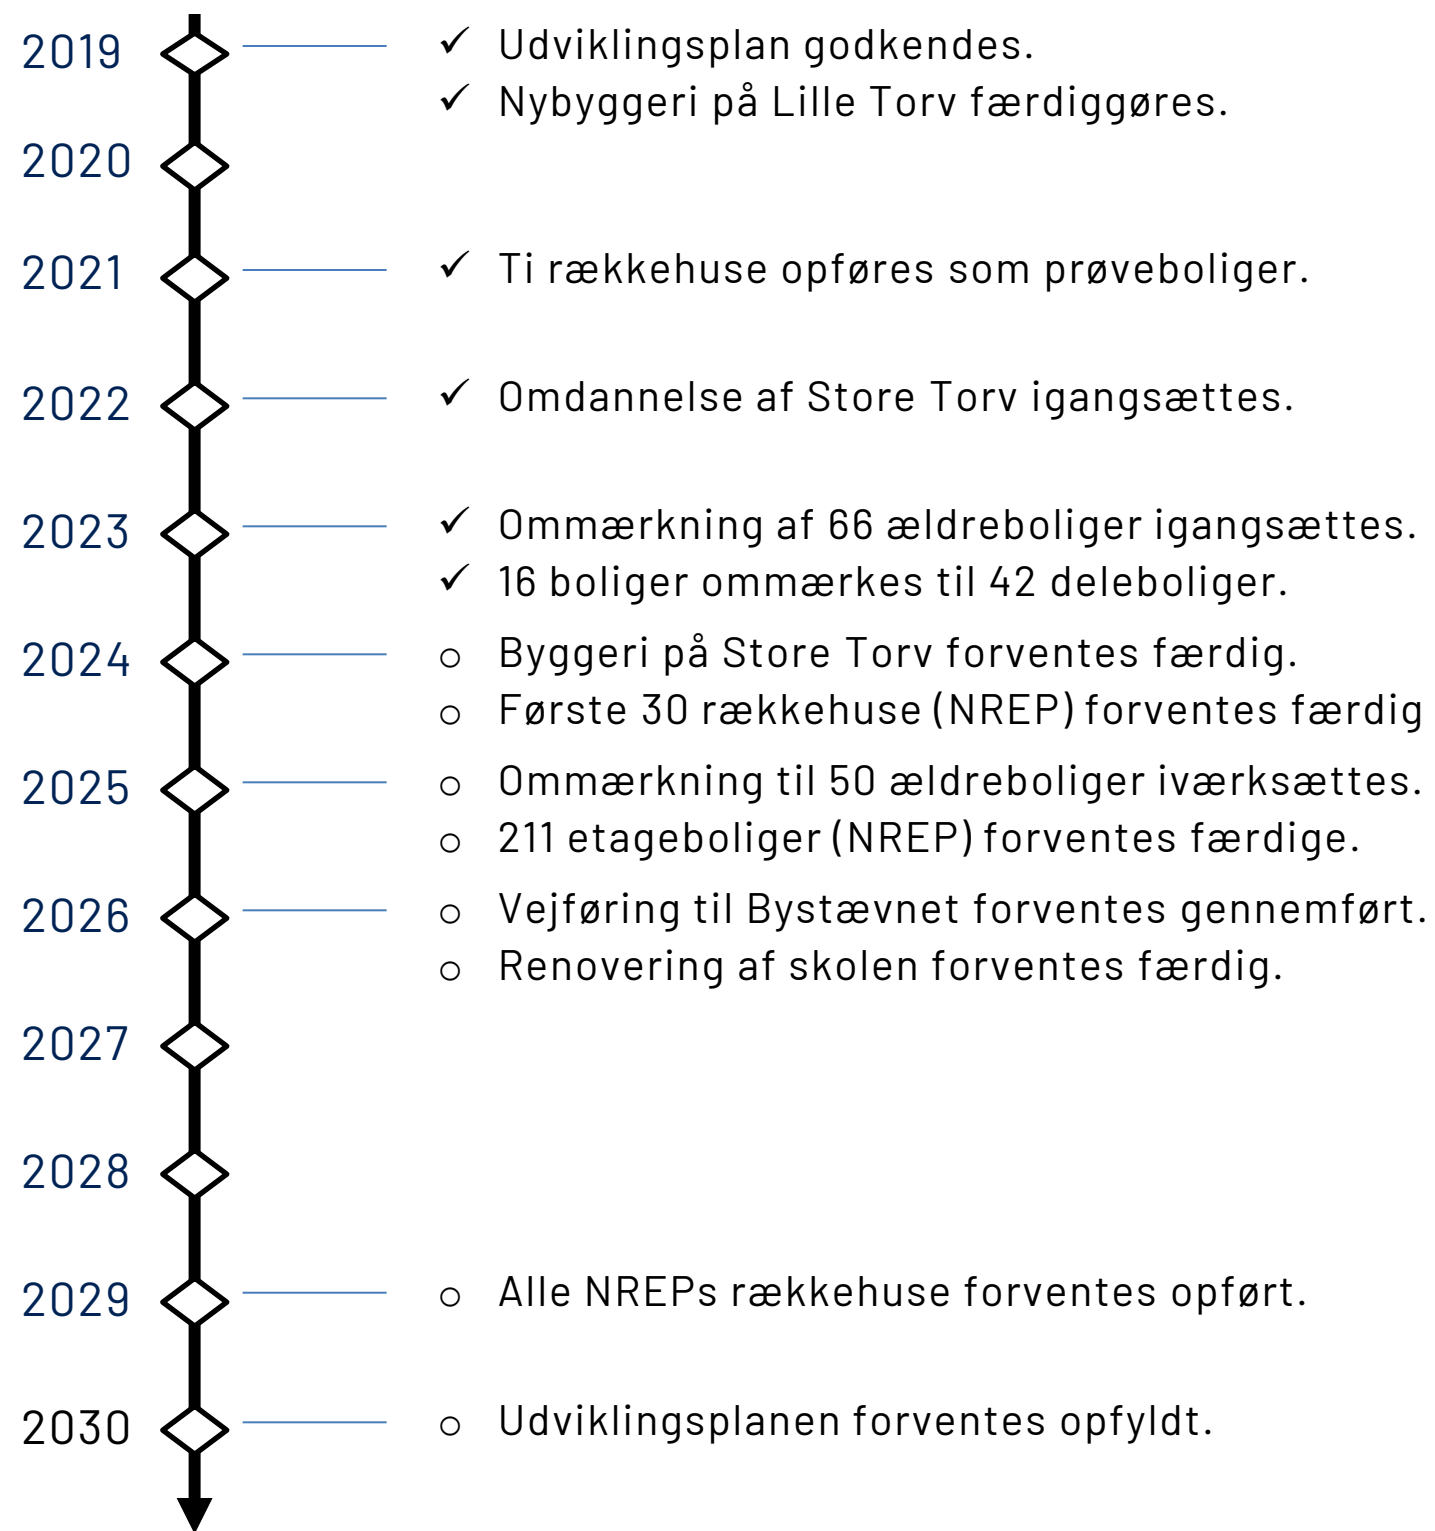 2019 ✓ Udviklingsplan godkendes.
✓ Nybyggeri på Lille Torv færdiggøres.
2020
2021 ✓ Ti rækkehuse opføres som prøveboliger.
2022 ✓ Omdannelse af Store Torv igangsættes.
2023 ✓ Ommærkning af 66 ældreboliger igangsættes.
✓ 16 boliger ommærkes til 42 deleboliger.
2024 o Byggeri på Store Torv forventes færdig.
o Første 30 rækkehuse (NREP) forventes færdig
2025 o Ommærkning til 50 ældreboliger iværksættes.
o 211 etageboliger (NREP) forventes færdige.
2026 o Vejføring til Bystævnet forventes gennemført.
o Renovering af skolen forventes færdig.
2027
2028
2029 o Alle NREPs rækkehuse forventes opført.
2030 o Udviklingsplanen forventes opfyldt.